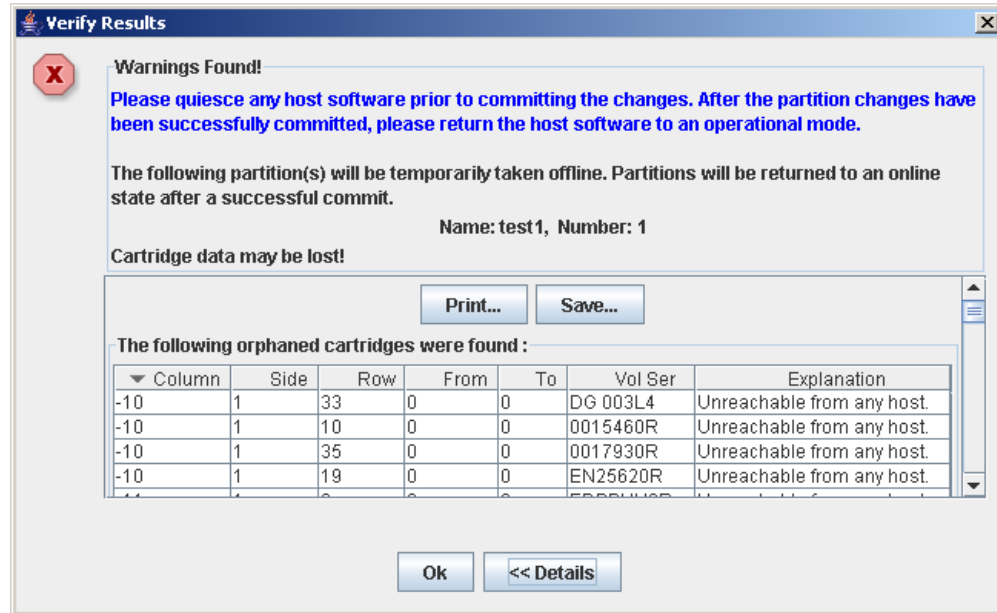 Verify Results
Warnings Found!
Please quiesce any host software prior to committing the changes. After the partition changes have
been successfully committed, please return the host software to an operational mode.
The following partition(s) will be temporarily taken offline. Partitions will be returned to an online
state after a successful commit.
Name: test1, Number: 1
Cartridge data may be lost!
Print... Save...
The following orphaned cartridges were found :
Column Side Row From To Vol Ser Explanation
-10 1 33 0 0 DG 003L4 Unreachable from any host.
-10 1 10 0 0 0015460R Unreachable from any host.
-10 1 35 0 0 0017930R Unreachable from any host.
-10 1 19 0 0 EN25620R Unreachable from any host.
Ok << Details